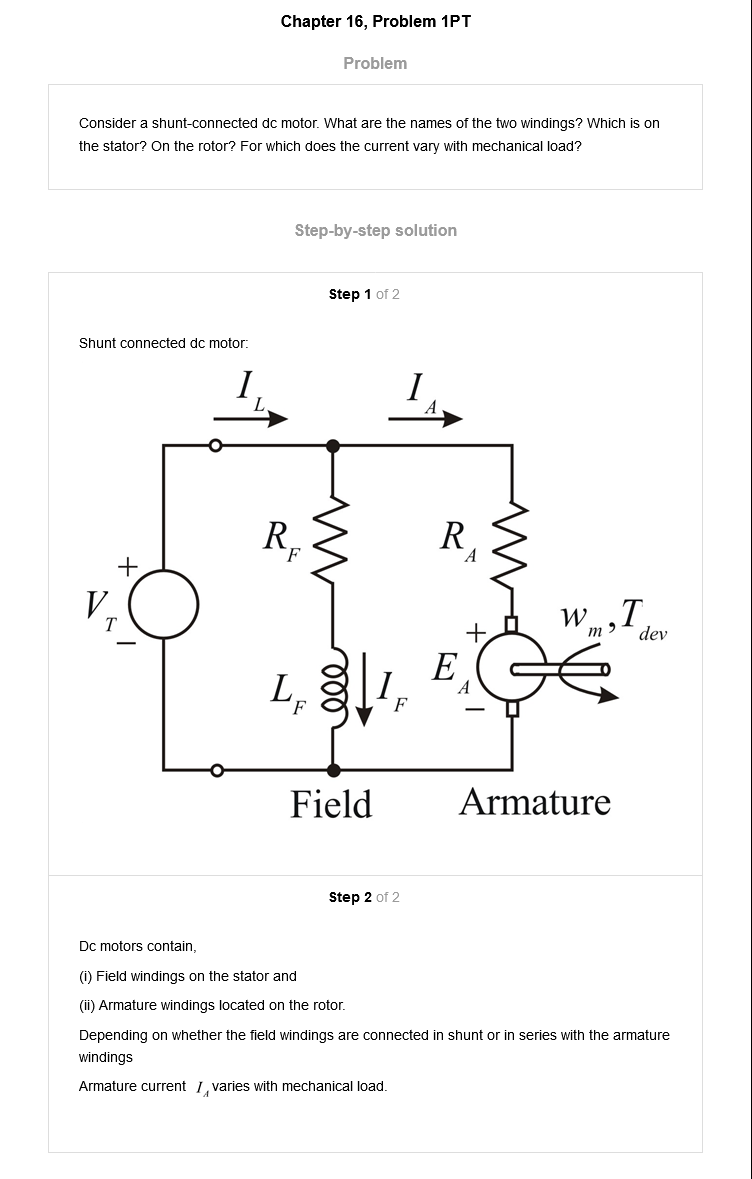 Chapter 16, Problem 1PT
Problem
Consider a shunt-connected dc motor. What are the names of the two windings? Which is on
the stator? On the rotor? For which does the current vary with mechanical load?
Step-by-step solution
Step 1 of 2
Shunt connected dc motor:
I_L
I_A
R_F
R_A
+
V_T
−
w_m, T_dev
+
E_A
−
L_F
I_F
Field
Armature
Step 2 of 2
Dc motors contain,
(i) Field windings on the stator and
(ii) Armature windings located on the rotor.
Depending on whether the field windings are connected in shunt or in series with the armature
windings
Armature current I_A varies with mechanical load.